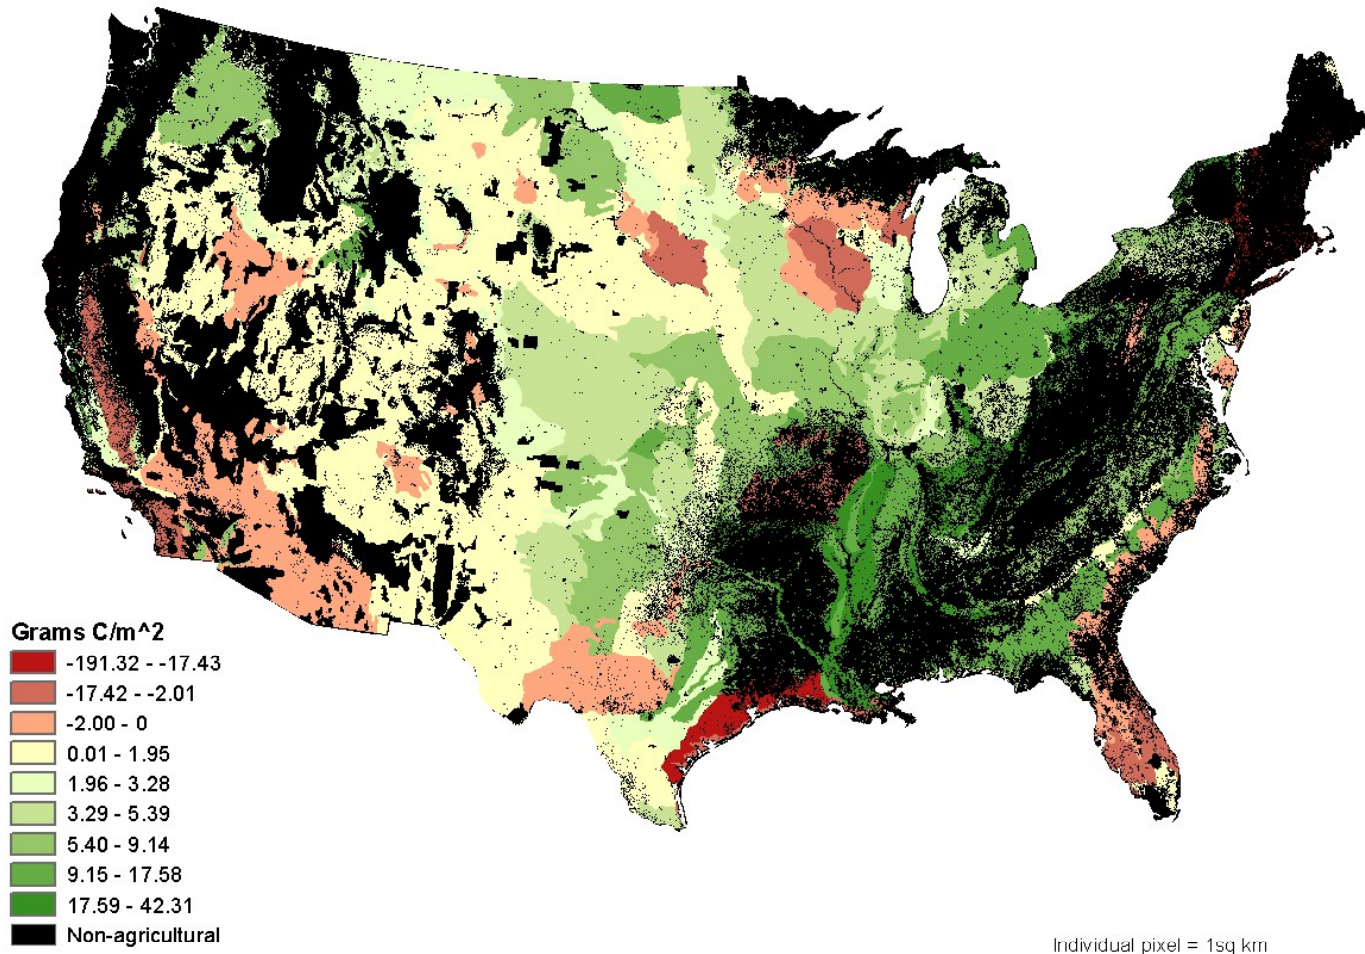 Grams C/m^2
-191.32 - -17.43
-17.42 - -2.01
-2.00 - 0
0.01 - 1.95
1.96 - 3.28
3.29 - 5.39
5.40 - 9.14
9.15 - 17.58
17.59 - 42.31
Non-agricultural
Individual pixel = 1sq km